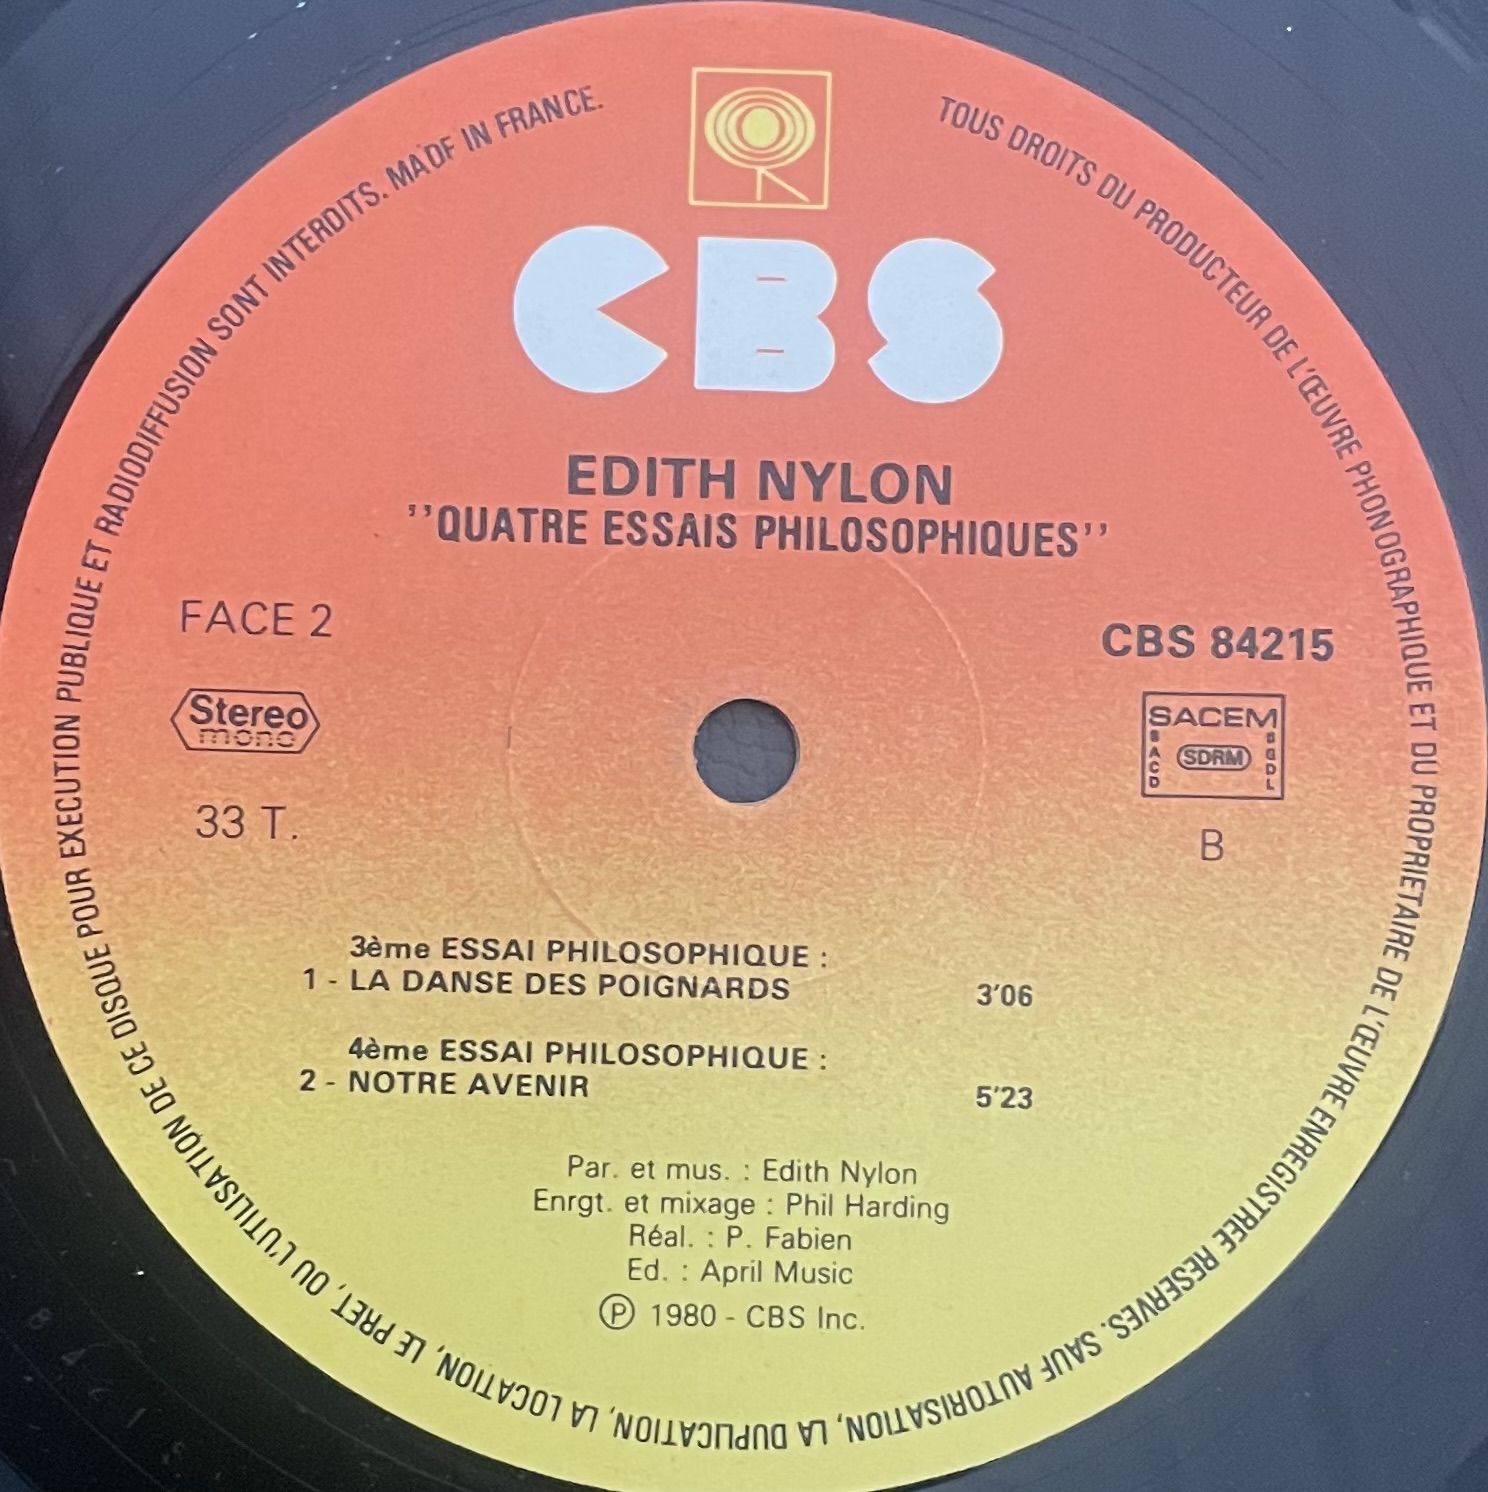 CBS
EDITH NYLON
''QUATRE ESSAIS PHILOSOPHIQUES''
FACE 2
CBS 84215
Stereo
mono
SACEM
SACD
SDRM
SGDL
33 T.
B
3ème ESSAI PHILOSOPHIQUE :
1 - LA DANSE DES POIGNARDS 3'06
4ème ESSAI PHILOSOPHIQUE :
2 - NOTRE AVENIR 5'23
Par. et mus. : Edith Nylon
Enrgt. et mixage : Phil Harding
Réal. : P. Fabien
Ed. : April Music
Ⓟ 1980 - CBS Inc.
TOUS DROITS DU PRODUCTEUR DE L'ŒUVRE PHONOGRAPHIQUE ET DU PROPRIETAIRE DE L'ŒUVRE ENREGISTREE RESERVES. SAUF AUTORISATION, LA DUPLICATION, LA LOCATION, LE PRET, OU L'UTILISATION DE CE DISQUE POUR EXECUTION PUBLIQUE ET RADIODIFFUSION SONT INTERDITS. MADE IN FRANCE.